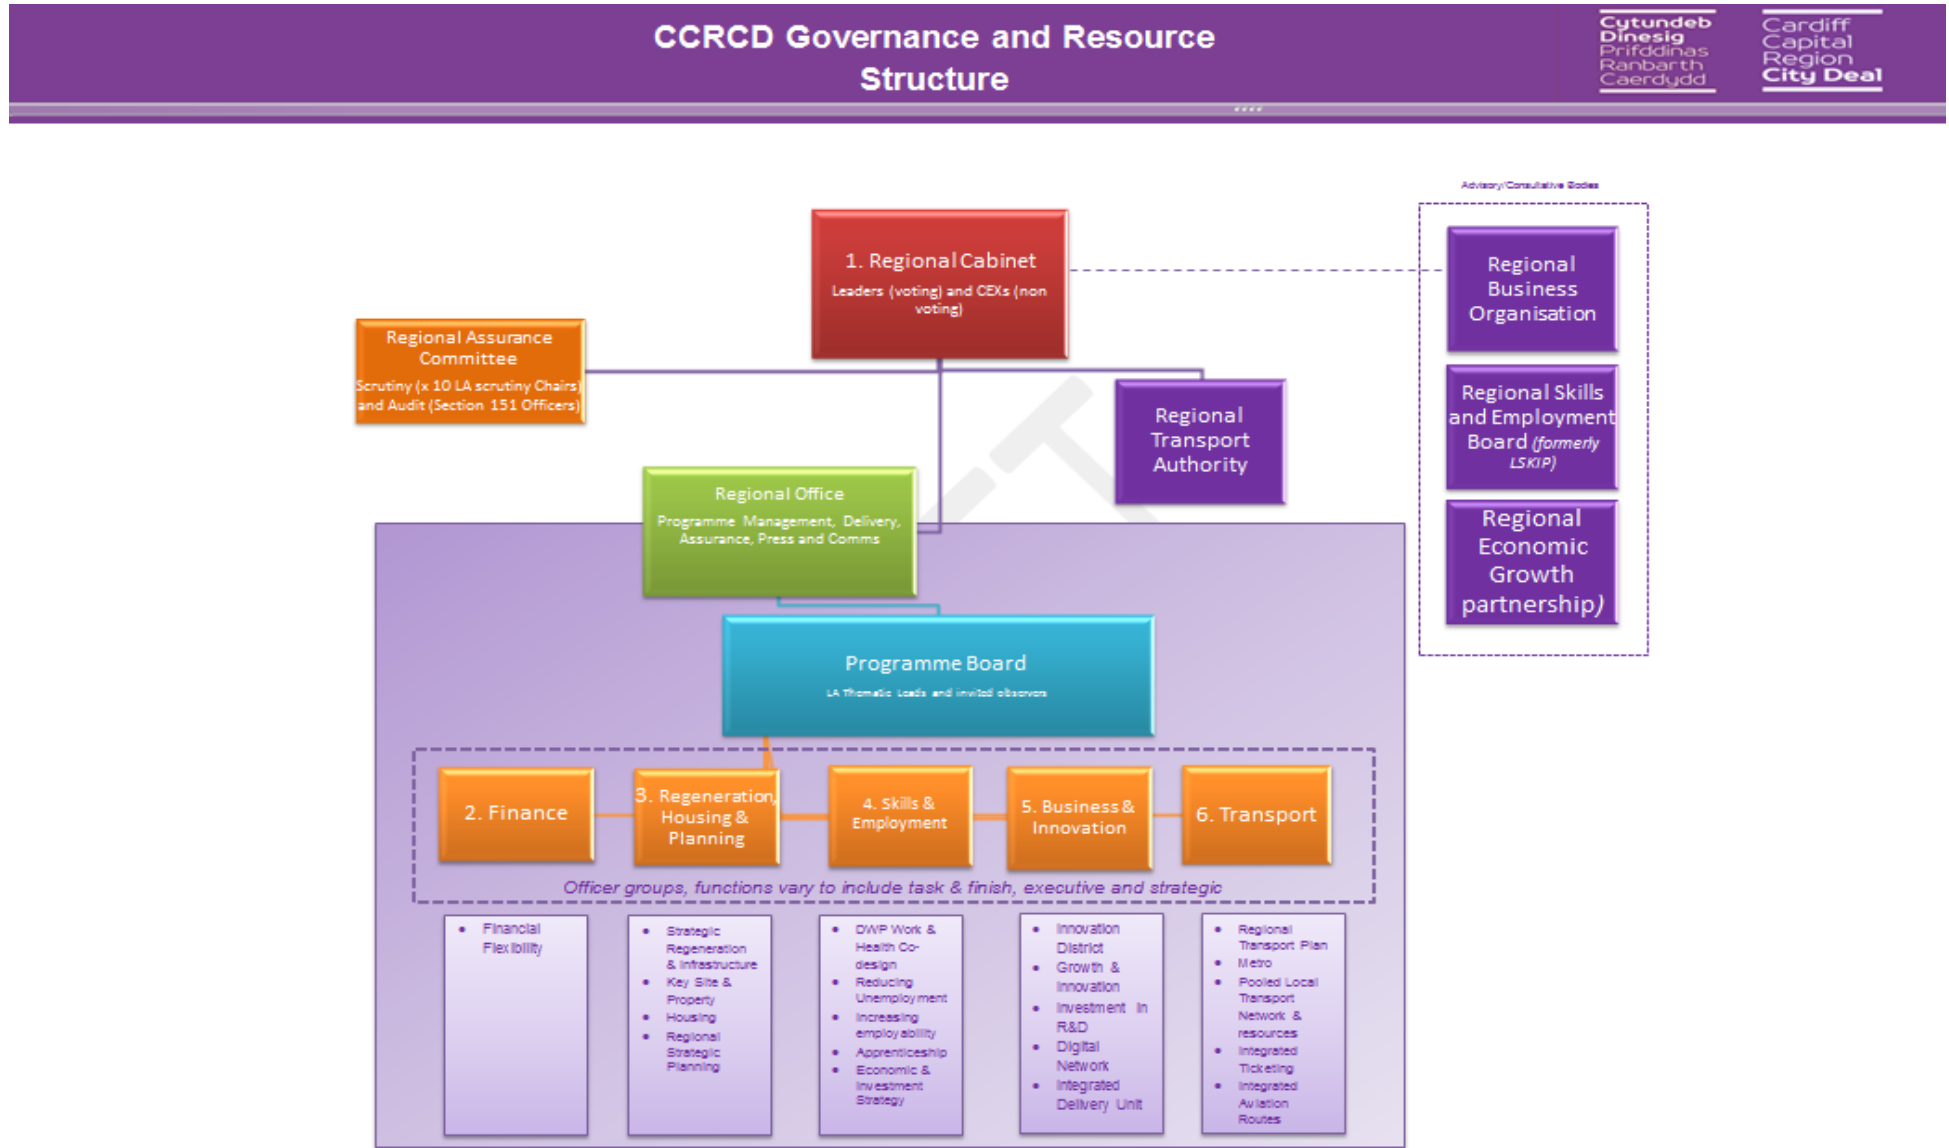 CCRCD Governance and Resource
Structure
Cytundeb
Dinesig
Prifddinas
Ranbarth
Caerdydd
Cardiff
Capital
Region
City Deal
Advisory/Consultative Bodies
1. Regional Cabinet
Leaders (voting) and CEXs (non
voting)
Regional
Business
Organisation
Regional Assurance
Committee
Scrutiny (x 10 LA scrutiny Chairs)
and Audit (Section 151 Officers)
Regional
Transport
Authority
Regional Skills
and Employment
Board (formerly
LSKIP)
Regional Office
Programme Management, Delivery,
Assurance, Press and Comms
Regional
Economic
Growth
partnership)
Programme Board
LA Thematic Leads and invited observers
2. Finance
3. Regeneration,
Housing &
Planning
4. Skills &
Employment
5. Business &
Innovation
6. Transport
Officer groups, functions vary to include task & finish, executive and strategic
• Financial
Flexibility
• Strategic
Regeneration
& Infrastructure
• Key Site &
Property
• Housing
• Regional
Strategic
Planning
• DWP Work &
Health Co-
design
• Reducing
Unemployment
• Increasing
employability
• Apprenticeship
• Economic &
Investment
Strategy
• Innovation
District
• Growth &
Innovation
• Investment in
R&D
• Digital
Network
• Integrated
Delivery Unit
• Regional
Transport Plan
• Metro
• Pooled Local
Transport
Network &
resources
• Integrated
Ticketing
• Integrated
Aviation
Routes